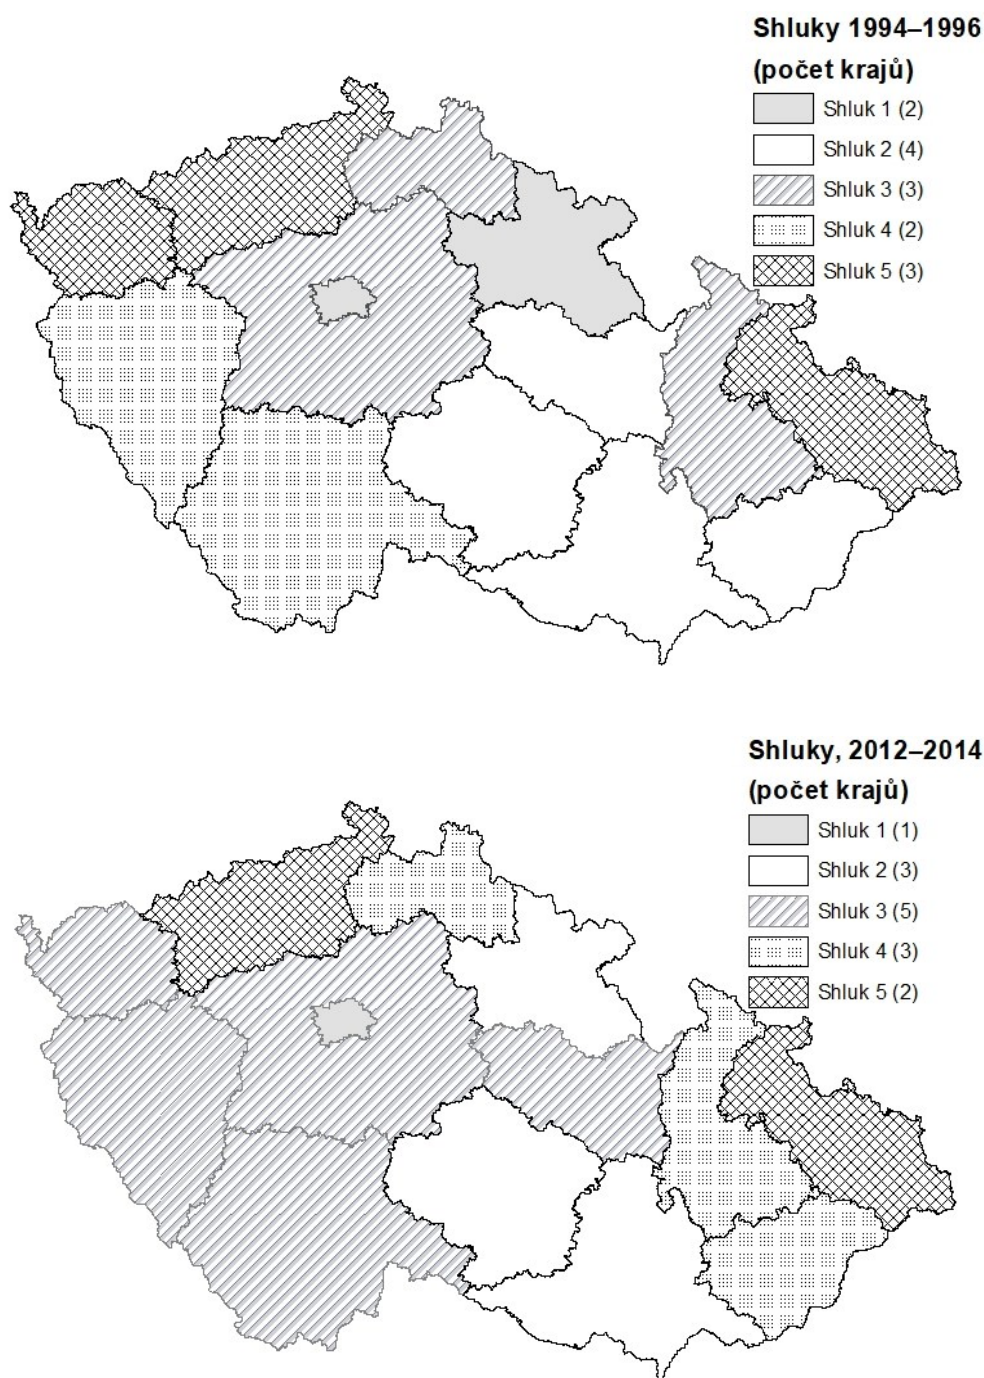 Shluky 1994–1996
(počet krajů)
Shluk 1 (2)
Shluk 2 (4)
Shluk 3 (3)
Shluk 4 (2)
Shluk 5 (3)
Shluky, 2012–2014
(počet krajů)
Shluk 1 (1)
Shluk 2 (3)
Shluk 3 (5)
Shluk 4 (3)
Shluk 5 (2)